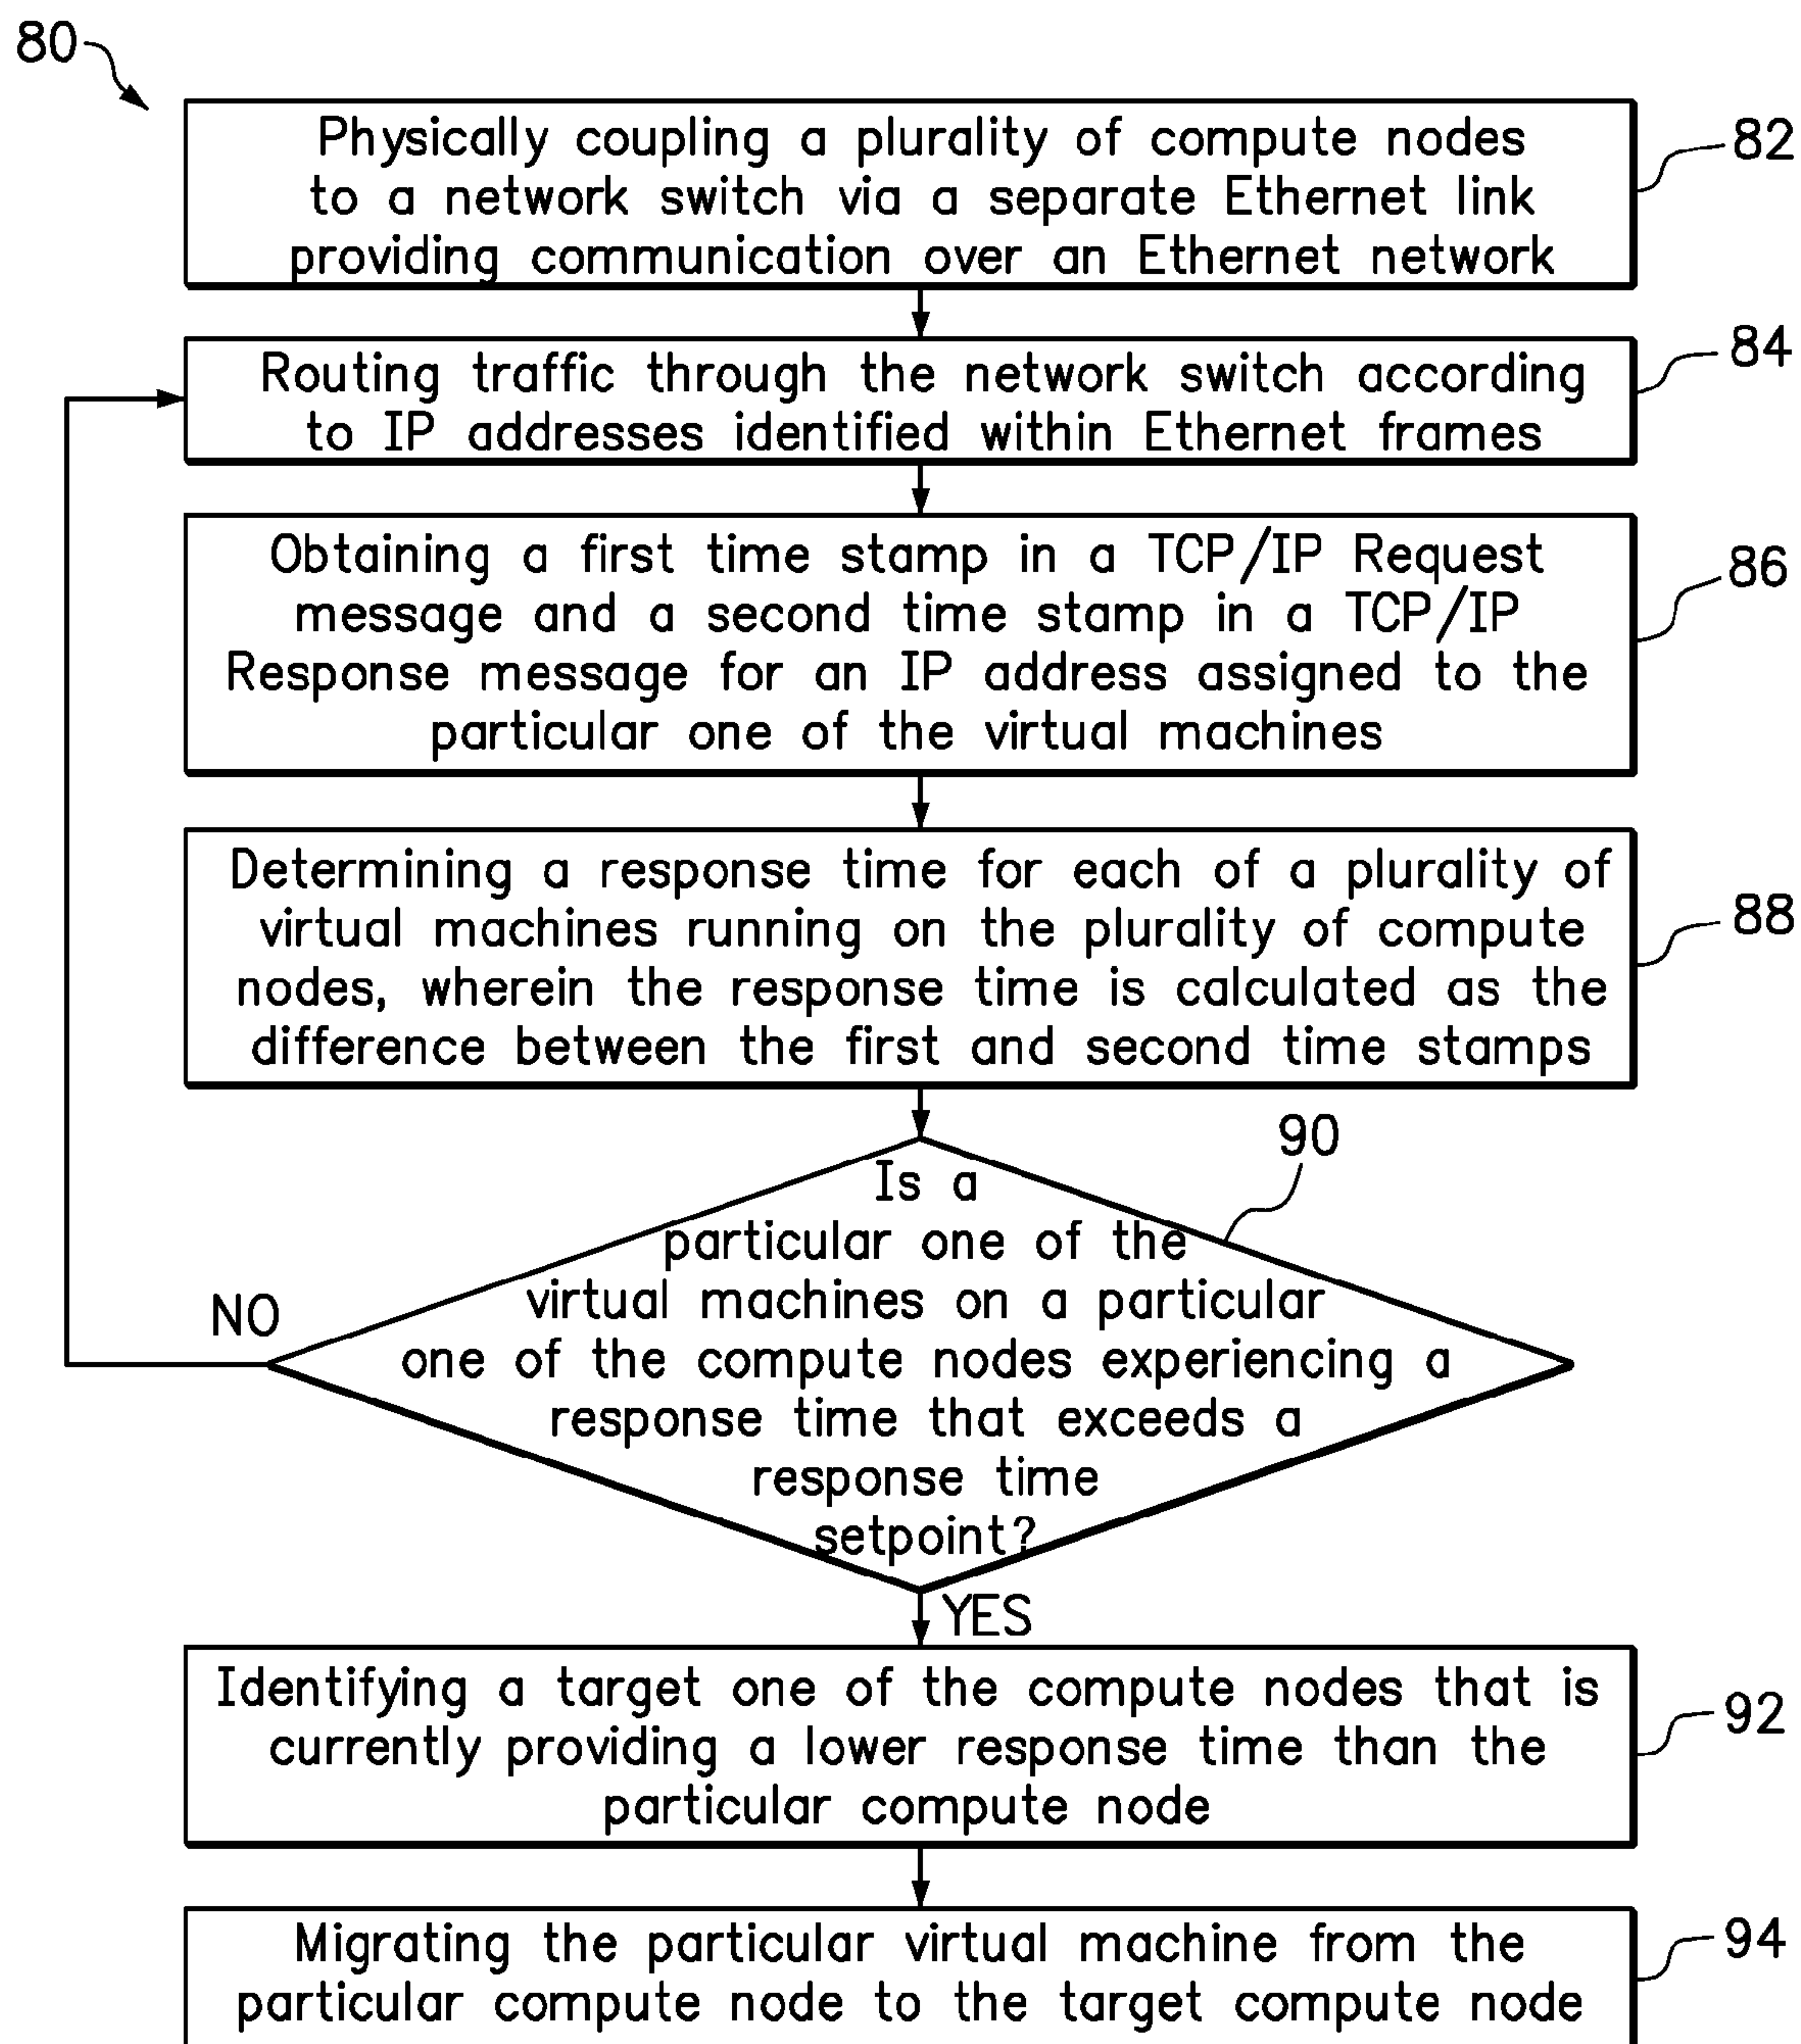 80
Physically coupling a plurality of compute nodes
to a network switch via a separate Ethernet link
providing communication over an Ethernet network
82
Routing traffic through the network switch according
to IP addresses identified within Ethernet frames
84
Obtaining a first time stamp in a TCP/IP Request
message and a second time stamp in a TCP/IP
Response message for an IP address assigned to the
particular one of the virtual machines
86
Determining a response time for each of a plurality of
virtual machines running on the plurality of compute
nodes, wherein the response time is calculated as the
difference between the first and second time stamps
88
90
Is a
particular one of the
virtual machines on a particular
one of the compute nodes experiencing a
response time that exceeds a
response time
setpoint?
NO
YES
Identifying a target one of the compute nodes that is
currently providing a lower response time than the
particular compute node
92
Migrating the particular virtual machine from the
particular compute node to the target compute node
94